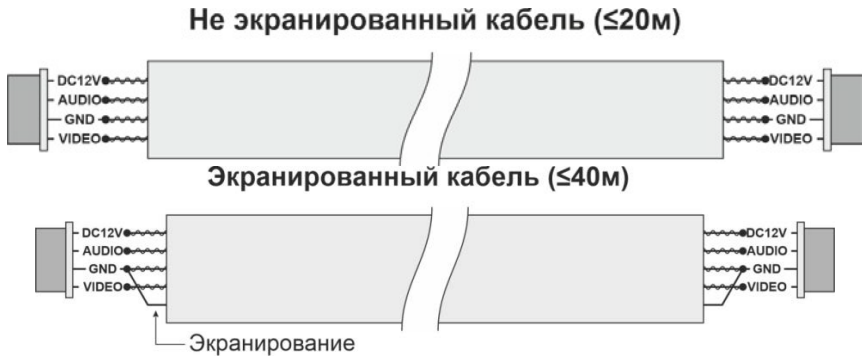 Не экранированный кабель (≤20м)
DC12V DC12V
AUDIO AUDIO
GND GND
VIDEO VIDEO
Экранированный кабель (≤40м)
DC12V DC12V
AUDIO AUDIO
GND GND
VIDEO VIDEO
Экранирование